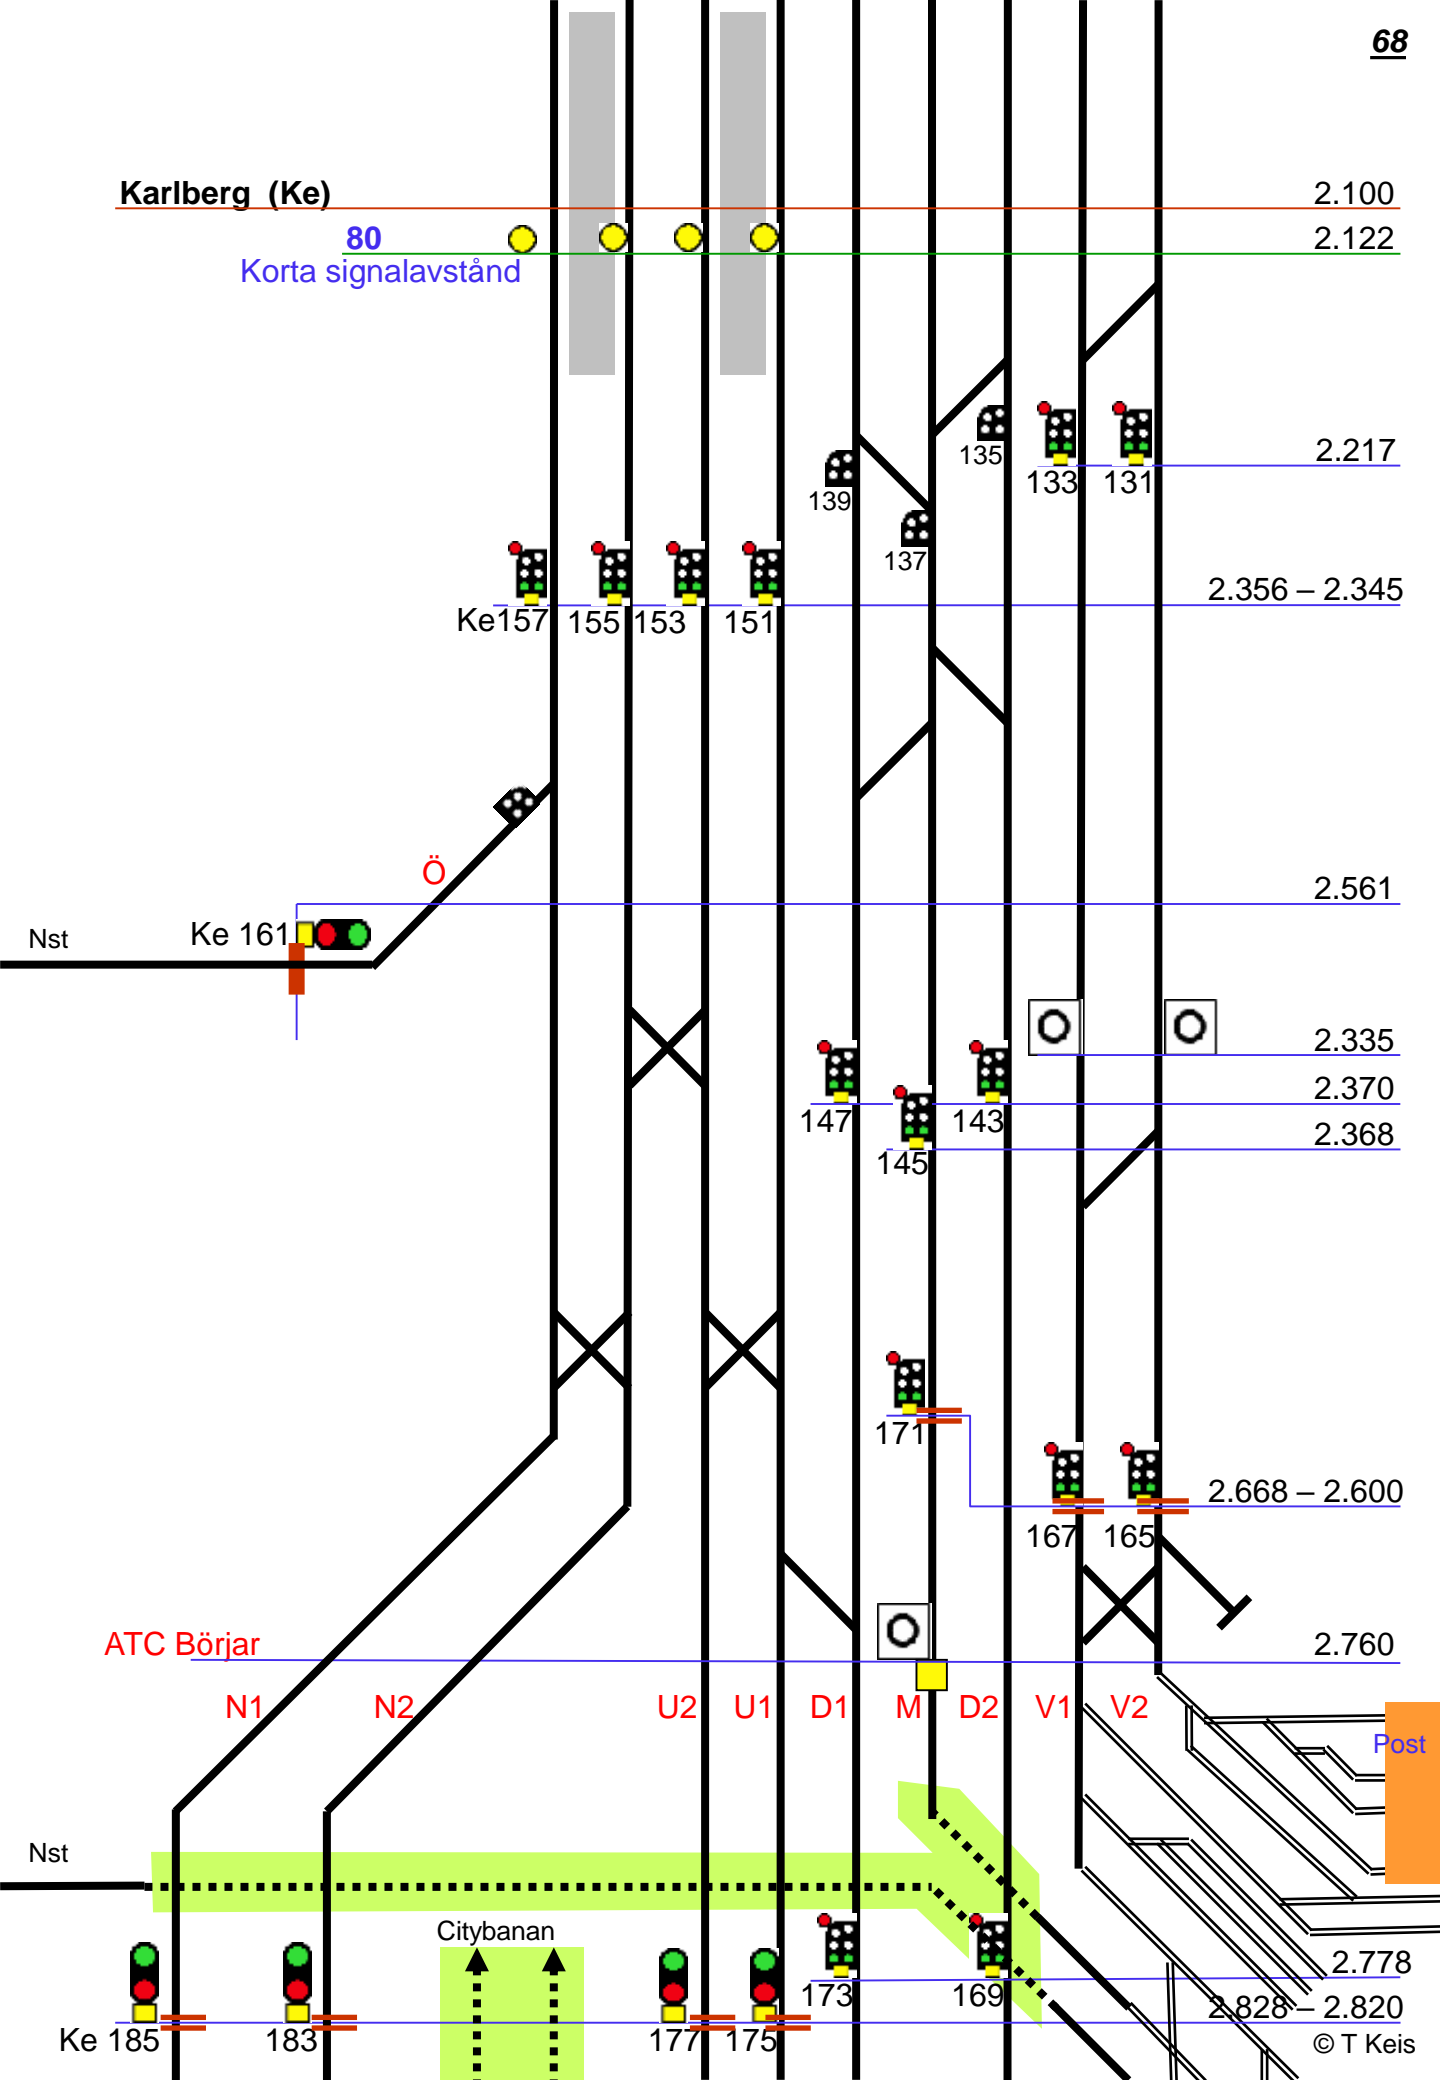 68
Karlberg (Ke)
2.100
80
2.122
Korta signalavstånd
135
133
131
2.217
139
137
2.356 – 2.345
Ke157
155
153
151
Ö
2.561
Nst
Ke 161
2.335
147
143
2.370
145
2.368
171
2.668 – 2.600
167
165
ATC Börjar
2.760
N1
N2
U2
U1
D1
M
D2
V1
V2
Post
Nst
Citybanan
2.778
173
169
2.828 – 2.820
Ke 185
183
177
175
© T Keis